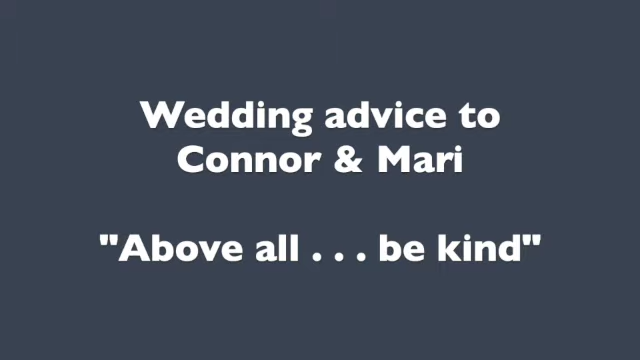 Wedding advice to
Connor & Mari
"Above all . . . be kind"